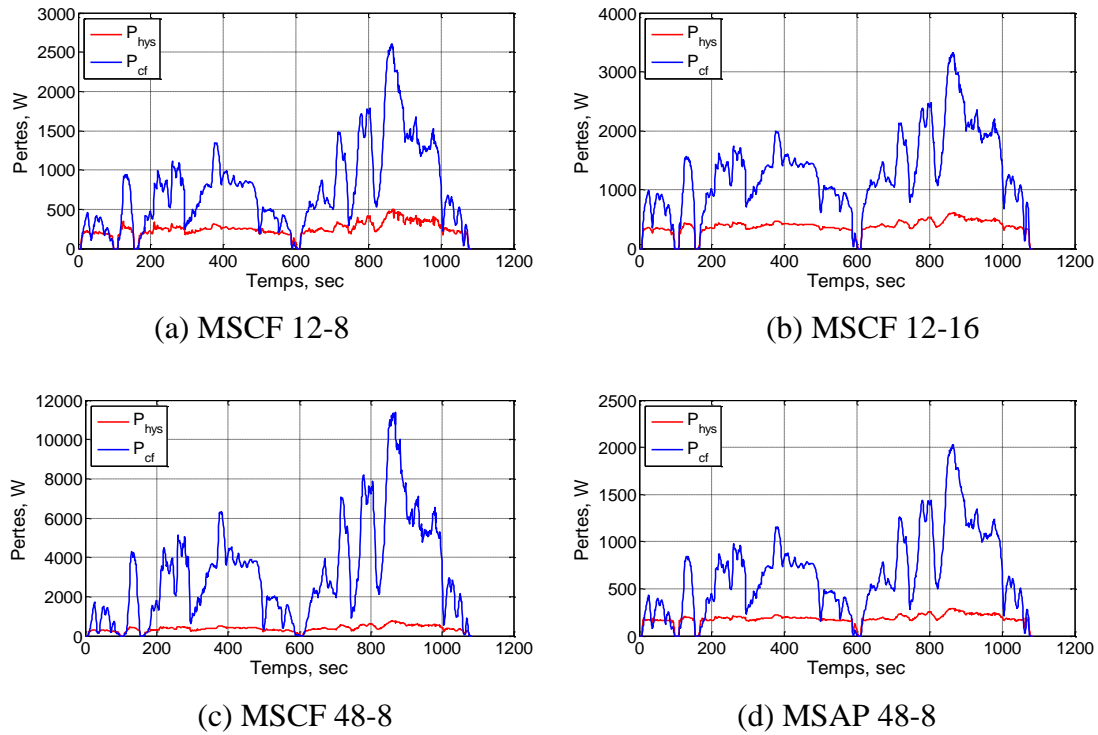 3000
2500
2000
1500
1000
500
0
Pertes, W
P_hys
P_cf
0 200 400 600 800 1000 1200
Temps, sec
(a) MSCF 12-8
4000
3000
2000
1000
0
Pertes, W
P_hys
P_cf
0 200 400 600 800 1000 1200
Temps, sec
(b) MSCF 12-16
12000
10000
8000
6000
4000
2000
0
Pertes, W
P_hys
P_cf
0 200 400 600 800 1000 1200
Temps, sec
(c) MSCF 48-8
2500
2000
1500
1000
500
0
Pertes, W
P_hys
P_cf
0 200 400 600 800 1000 1200
Temps, sec
(d) MSAP 48-8